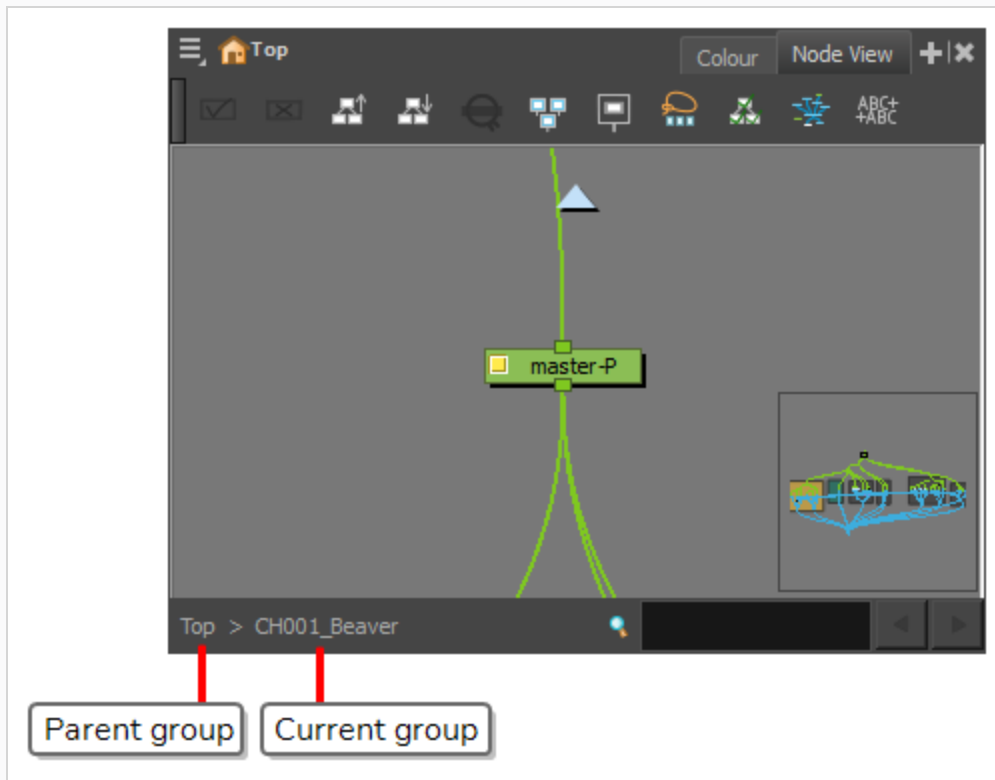 Top
Colour
Node View
ABC+
+ABC
master-P
Top > CH001_Beaver
Parent group
Current group